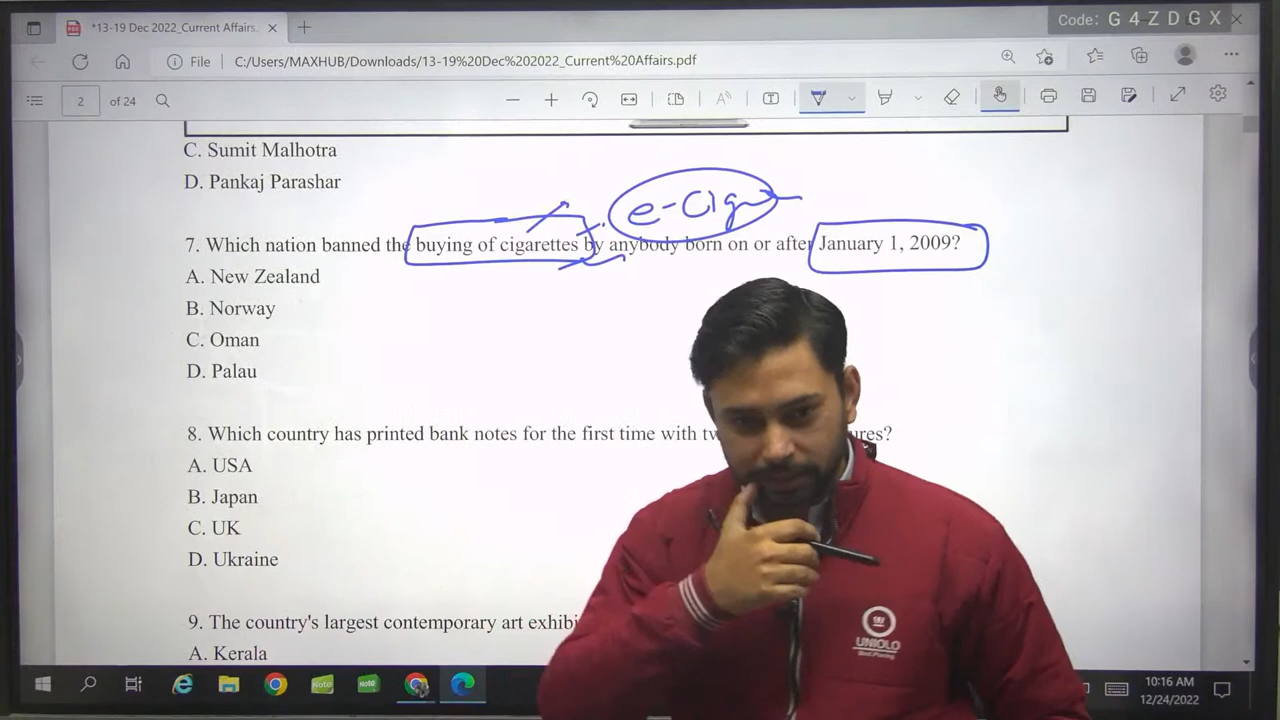 Code: G 4 Z D G X
*13-19 Dec 2022_Current Affairs.
File C:/Users/MAXHUB/Downloads/13-19%20Dec%202022_Current%20Affairs.pdf
2 of 24
C. Sumit Malhotra
D. Pankaj Parashar
e-Cig
7. Which nation banned the buying of cigarettes by anybody born on or after January 1, 2009?
A. New Zealand
B. Norway
C. Oman
D. Palau
8. Which country has printed bank notes for the first time with
A. USA
B. Japan
C. UK
D. Ukraine
9. The country's largest contemporary art
A. Kerala
UNIOLO
Note
Note
10:16 AM
12/24/2022